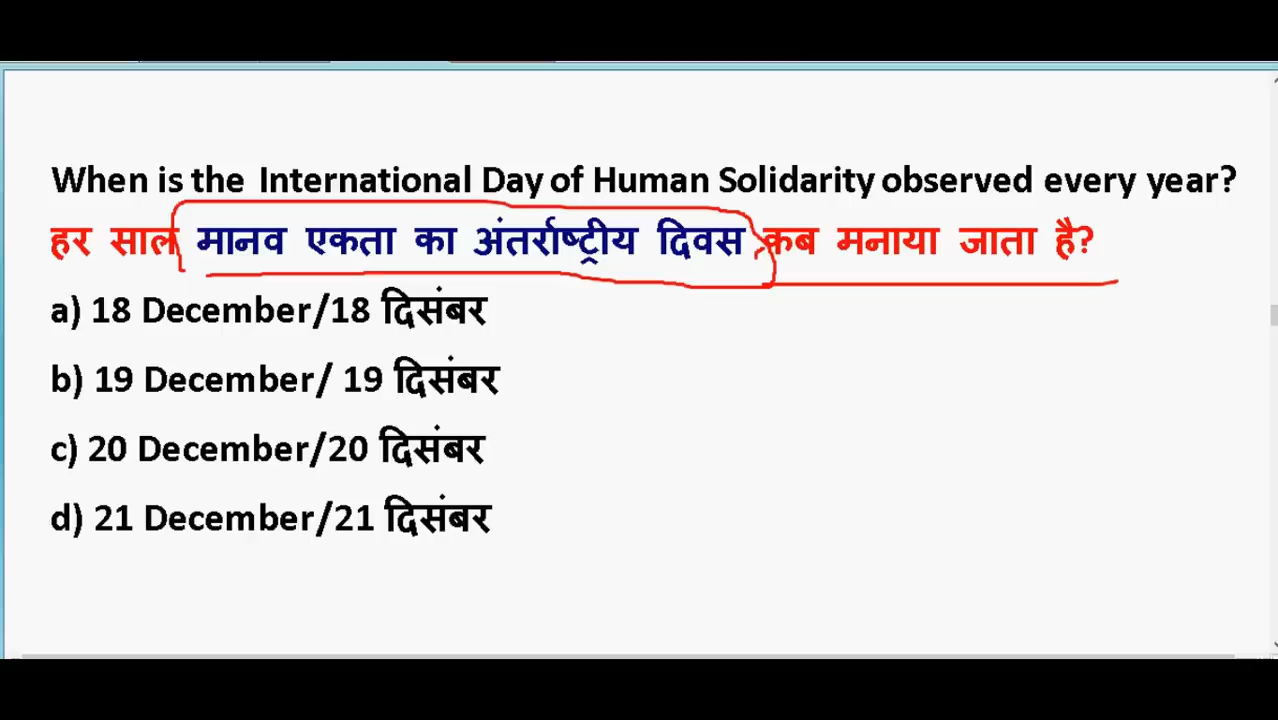 When is the International Day of Human Solidarity observed every year?
हर साल मानव एकता का अंतर्राष्ट्रीय दिवस कब मनाया जाता है?
a) 18 December/18 दिसंबर
b) 19 December/ 19 दिसंबर
c) 20 December/20 दिसंबर
d) 21 December/21 दिसंबर